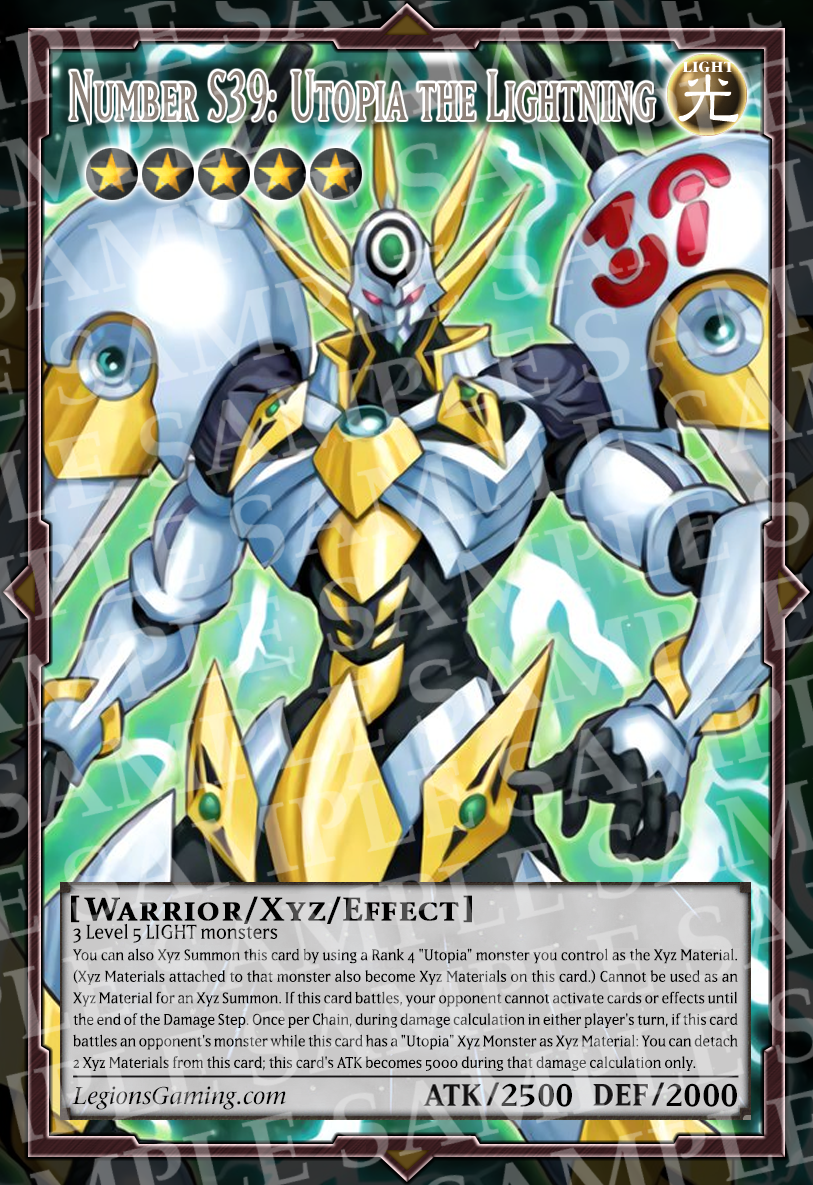 Number S39: Utopia the Lightning
LIGHT
光
39
[Warrior/Xyz/Effect]
3 Level 5 LIGHT monsters
You can also Xyz Summon this card by using a Rank 4 "Utopia" monster you control as the Xyz Material.
(Xyz Materials attached to that monster also become Xyz Materials on this card.) Cannot be used as an
Xyz Material for an Xyz Summon. If this card battles, your opponent cannot activate cards or effects until
the end of the Damage Step. Once per Chain, during damage calculation in either player's turn, if this card
battles an opponent's monster while this card has a "Utopia" Xyz Monster as Xyz Material: You can detach
2 Xyz Materials from this card; this card's ATK becomes 5000 during that damage calculation only.
LegionsGaming.com ATK/2500 DEF/2000
SAMPLE